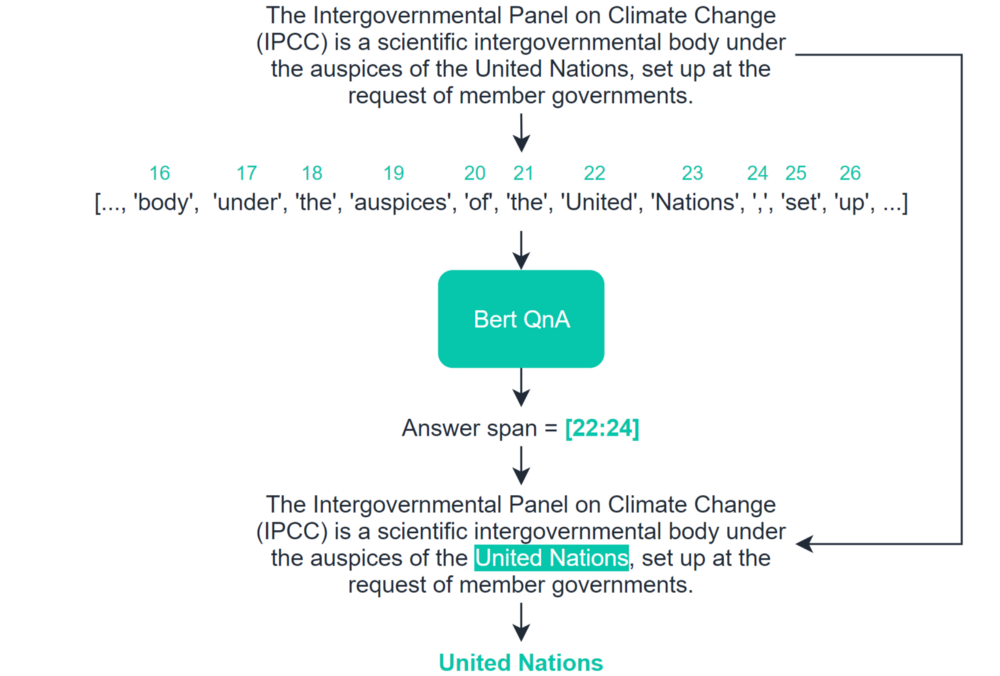 The Intergovernmental Panel on Climate Change
(IPCC) is a scientific intergovernmental body under
the auspices of the United Nations, set up at the
request of member governments.
16 17 18 19 20 21 22 23 24 25 26
[..., 'body', 'under', 'the', 'auspices', 'of', 'the', 'United', 'Nations', ',', 'set', 'up', ...]
Bert QnA
Answer span = [22:24]
The Intergovernmental Panel on Climate Change
(IPCC) is a scientific intergovernmental body under
the auspices of the United Nations, set up at the
request of member governments.
United Nations